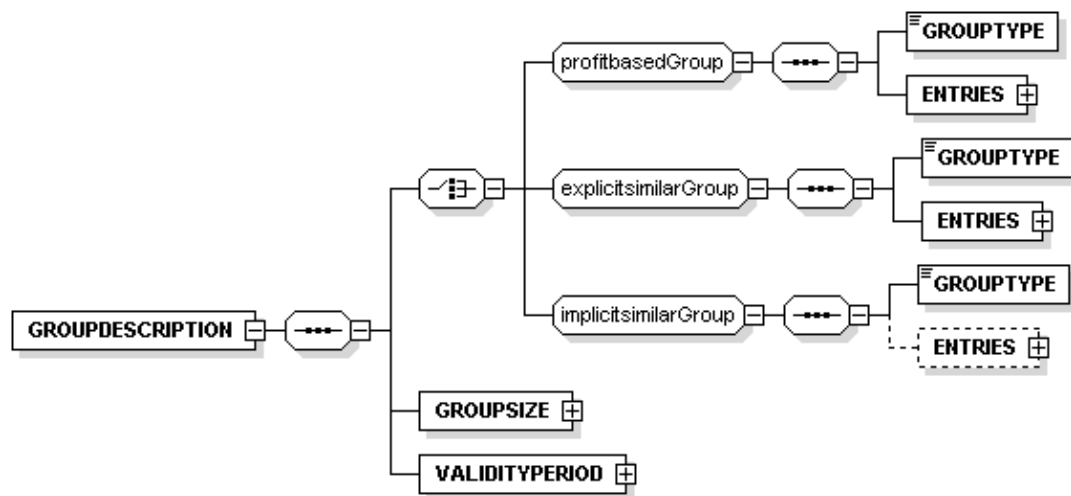 GROUPTYPE
profitbasedGroup
ENTRIES
GROUPTYPE
explicitsimilarGroup
ENTRIES
GROUPTYPE
implicitsimilarGroup
GROUPDESCRIPTION
ENTRIES
GROUPSIZE
VALIDITYPERIOD